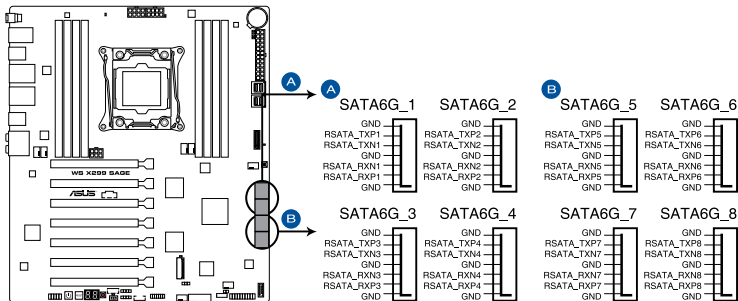 WS X299 SAGE
ASUS
88
A
B
A
SATA6G_1
GND
RSATA_TXP1
RSATA_TXN1
GND
RSATA_RXN1
RSATA_RXP1
GND
SATA6G_2
GND
RSATA_TXP2
RSATA_TXN2
GND
RSATA_RXN2
RSATA_RXP2
GND
SATA6G_3
GND
RSATA_TXP3
RSATA_TXN3
GND
RSATA_RXN3
RSATA_RXP3
GND
SATA6G_4
GND
RSATA_TXP4
RSATA_TXN4
GND
RSATA_RXN4
RSATA_RXP4
GND
B
SATA6G_5
GND
RSATA_TXP5
RSATA_TXN5
GND
RSATA_RXN5
RSATA_RXP5
GND
SATA6G_6
GND
RSATA_TXP6
RSATA_TXN6
GND
RSATA_RXN6
RSATA_RXP6
GND
SATA6G_7
GND
RSATA_TXP7
RSATA_TXN7
GND
RSATA_RXN7
RSATA_RXP7
GND
SATA6G_8
GND
RSATA_TXP8
RSATA_TXN8
GND
RSATA_RXN8
RSATA_RXP8
GND